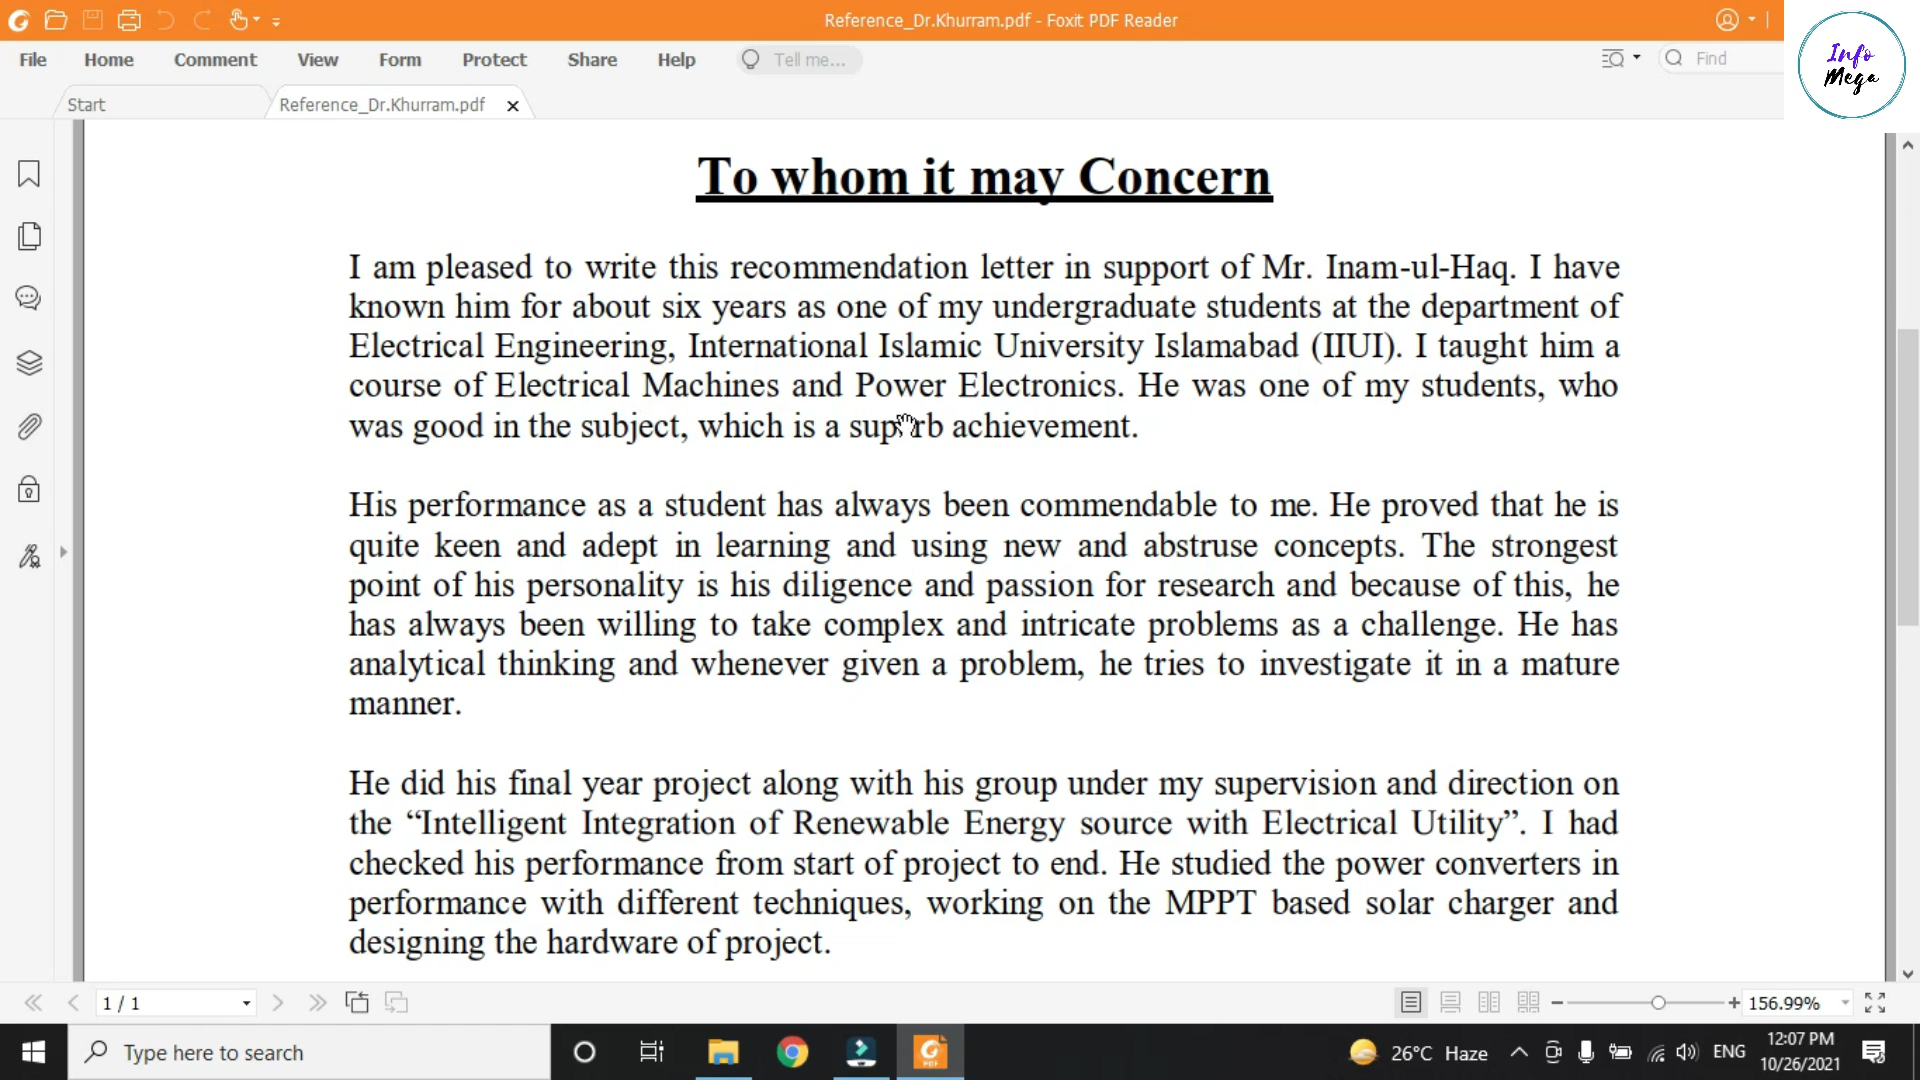 Reference_Dr.Khurram.pdf - Foxit PDF Reader
File Home Comment View Form Protect Share Help Tell me... Find
Info
Mega
Start Reference_Dr.Khurram.pdf
To whom it may Concern
I am pleased to write this recommendation letter in support of Mr. Inam-ul-Haq. I have
known him for about six years as one of my undergraduate students at the department of
Electrical Engineering, International Islamic University Islamabad (IIUI). I taught him a
course of Electrical Machines and Power Electronics. He was one of my students, who
was good in the subject, which is a superb achievement.
His performance as a student has always been commendable to me. He proved that he is
quite keen and adept in learning and using new and abstruse concepts. The strongest
point of his personality is his diligence and passion for research and because of this, he
has always been willing to take complex and intricate problems as a challenge. He has
analytical thinking and whenever given a problem, he tries to investigate it in a mature
manner.
He did his final year project along with his group under my supervision and direction on
the “Intelligent Integration of Renewable Energy source with Electrical Utility”. I had
checked his performance from start of project to end. He studied the power converters in
performance with different techniques, working on the MPPT based solar charger and
designing the hardware of project.
1 / 1 156.99%
Type here to search 26°C Haze ENG 12:07 PM
10/26/2021